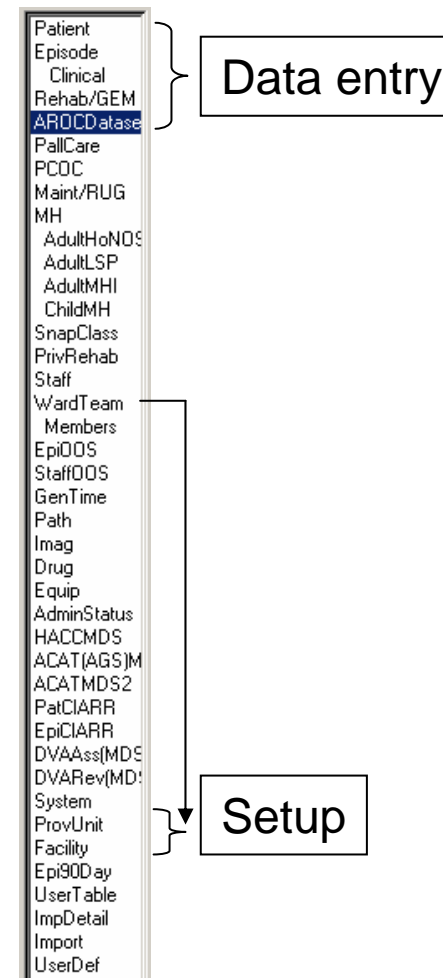 Patient
Episode
Clinical
Rehab/GEM
AROCDatase
PallCare
PCOC
Maint/RUG
MH
AdultHoNOS
AdultLSP
AdultMHI
ChildMH
SnapClass
PrivRehab
Staff
WardTeam
Members
EpiOOS
StaffOOS
GenTime
Path
Imag
Drug
Equip
AdminStatus
HACCMDS
ACAT(AGS)M
ACATMDS2
PatCIARR
EpiCIARR
DVAAss(MDS
DVARev(MDS
System
ProvUnit
Facility
Epi90Day
UserTable
ImpDetail
Import
UserDef
Data entry
Setup